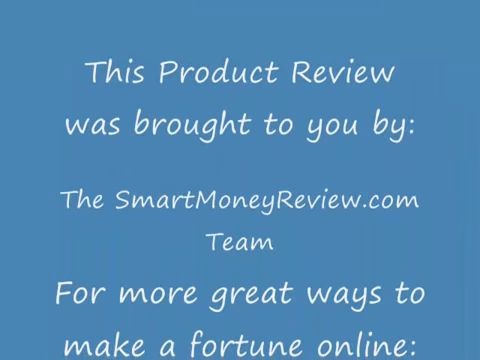 This Product Review
was brought to you by:
The SmartMoneyReview.com
Team
For more great ways to
make a fortune online: